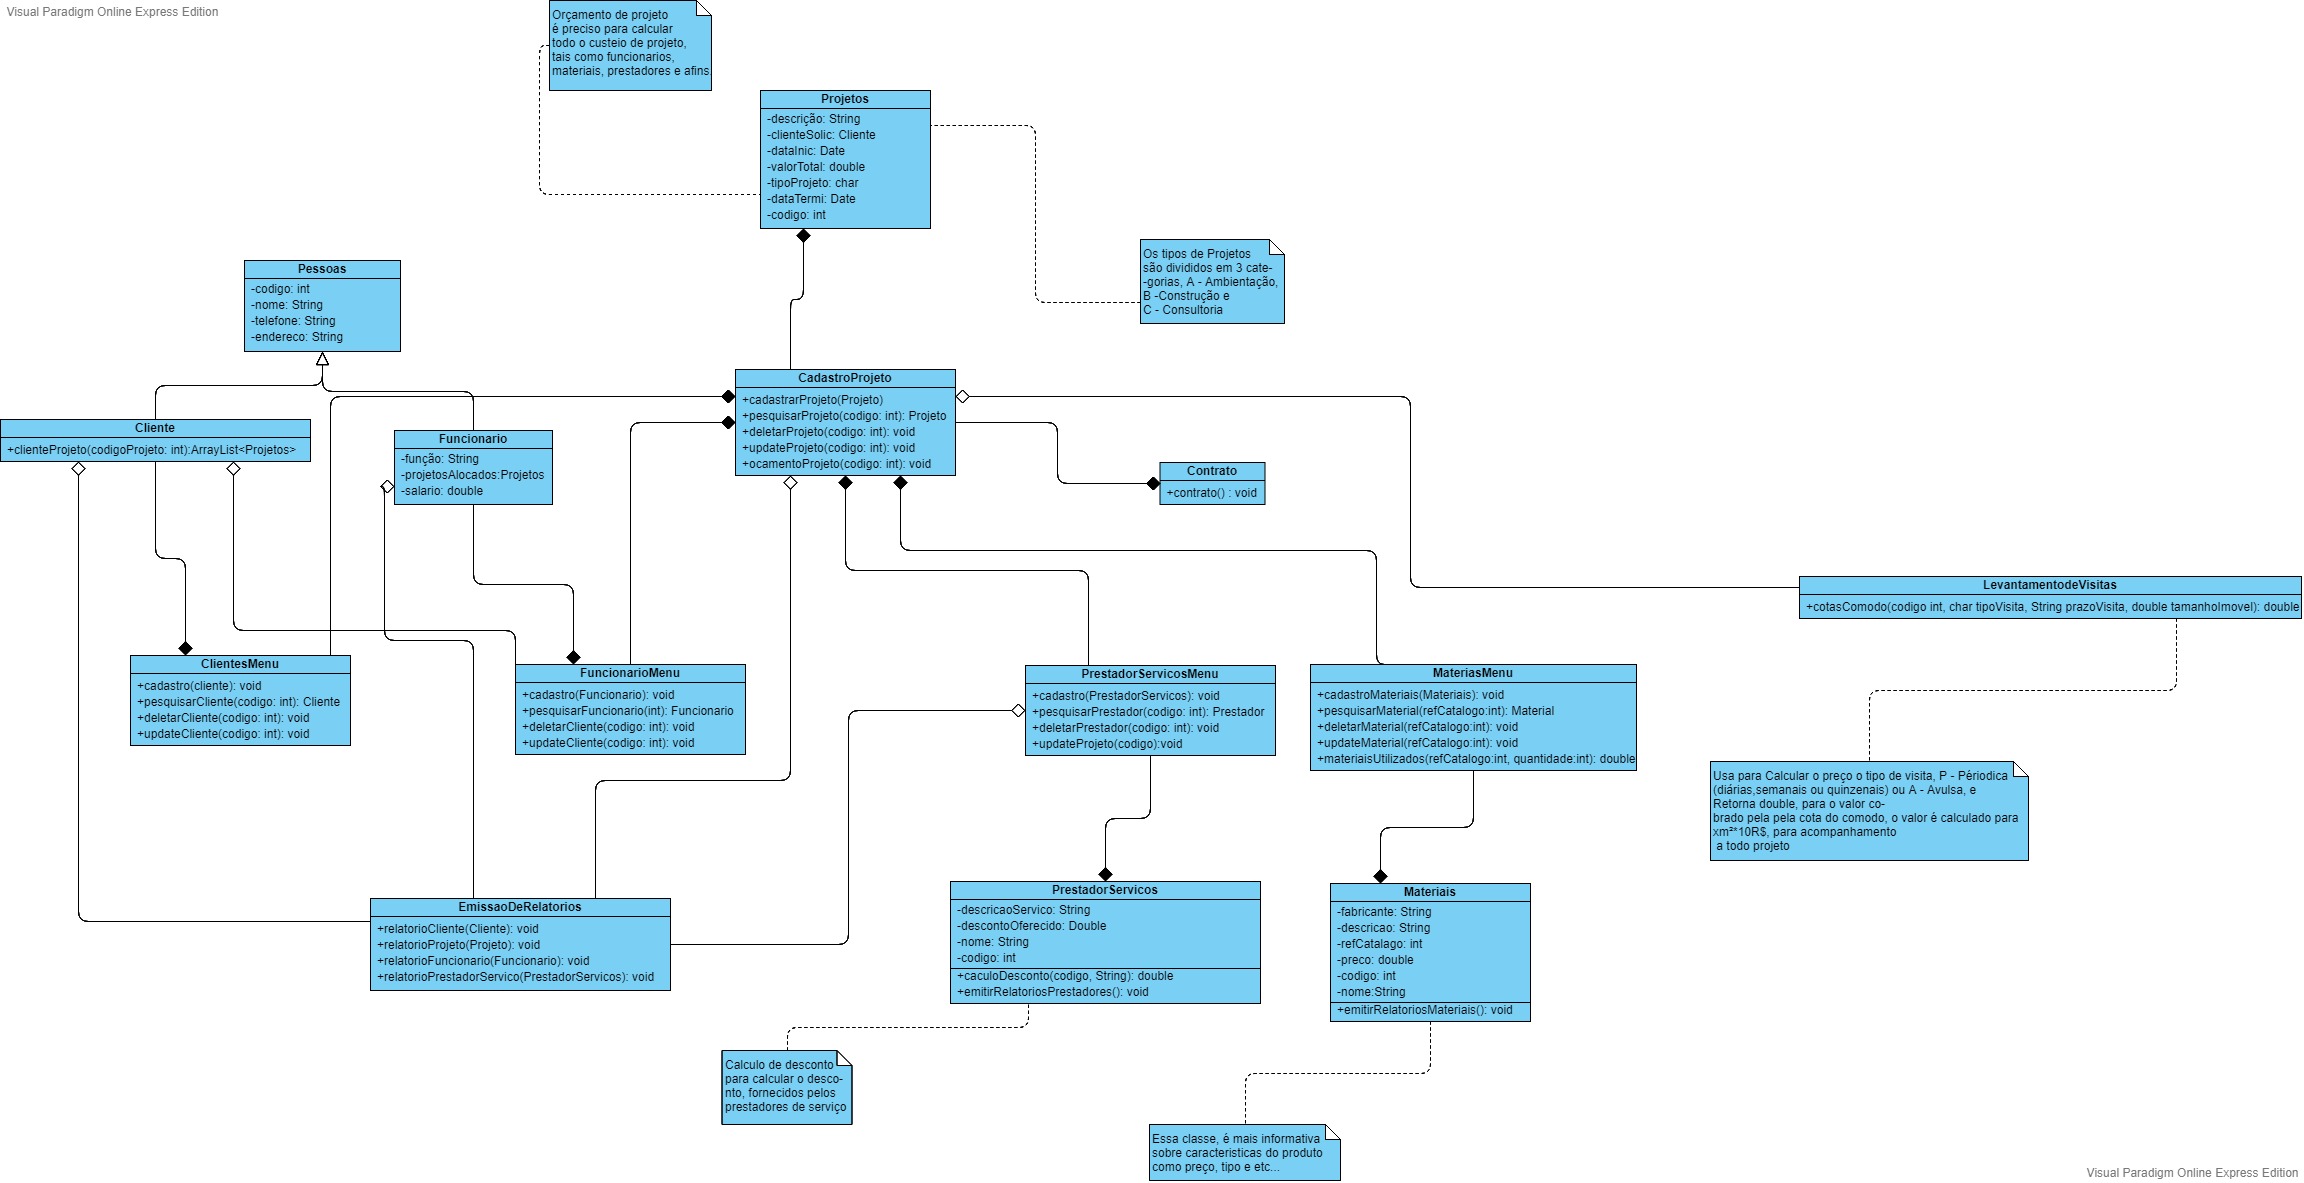 Visual Paradigm Online Express Edition
Orçamento de projeto
é preciso para calcular
todo o custeio de projeto,
tais como funcionarios,
materiais, prestadores e afins.
Projetos
-descrição: String
-clienteSolic: Cliente
-dataInic: Date
-valorTotal: double
-tipoProjeto: char
-dataTermi: Date
-codigo: int
Os tipos de Projetos
são divididos em 3 cate-
-gorias, A - Ambientação,
B -Construção e
C - Consultoria
Pessoas
-codigo: int
-nome: String
-telefone: String
-endereco: String
Cliente
+clienteProjeto(codigoProjeto: int):ArrayList<Projetos>
Funcionario
-função: String
-projetosAlocados:Projetos
-salario: double
CadastroProjeto
+cadastrarProjeto(Projeto)
+pesquisarProjeto(codigo: int): Projeto
+deletarProjeto(codigo: int): void
+updateProjeto(codigo: int): void
+ocamentoProjeto(codigo: int): void
Contrato
+contrato() : void
LevantamentodeVisitas
+cotasComodo(codigo int, char tipoVisita, String prazoVisita, double tamanhoImovel): double
ClientesMenu
+cadastro(cliente): void
+pesquisarCliente(codigo: int): Cliente
+deletarCliente(codigo: int): void
+updateCliente(codigo: int): void
FuncionarioMenu
+cadastro(Funcionario): void
+pesquisarFuncionario(int): Funcionario
+deletarCliente(codigo: int): void
+updateCliente(codigo: int): void
PrestadorServicosMenu
+cadastro(PrestadorServicos): void
+pesquisarPrestador(codigo: int): Prestador
+deletarPrestador(codigo: int): void
+updateProjeto(codigo):void
MateriasMenu
+cadastroMateriais(Materiais): void
+pesquisarMaterial(refCatalogo:int): Material
+deletarMaterial(refCatalogo:int): void
+updateMaterial(refCatalogo:int): void
+materiaisUtilizados(refCatalogo:int, quantidade:int): double
Usa para Calcular o preço o tipo de visita, P - Périodica
(diárias,semanais ou quinzenais) ou A - Avulsa, e
Retorna double, para o valor co-
brado pela pela cota do comodo, o valor é calculado para
xm²*10R$, para acompanhamento
a todo projeto
EmissaoDeRelatorios
+relatorioCliente(Cliente): void
+relatorioProjeto(Projeto): void
+relatorioFuncionario(Funcionario): void
+relatorioPrestadorServico(PrestadorServicos): void
PrestadorServicos
-descricaoServico: String
-descontoOferecido: Double
-nome: String
-codigo: int
+caculoDesconto(codigo, String): double
+emitirRelatoriosPrestadores(): void
Materiais
-fabricante: String
-descricao: String
-refCatalago: int
-preco: double
-codigo: int
-nome:String
+emitirRelatoriosMateriais(): void
Calculo de desconto
para calcular o desco-
nto, fornecidos pelos
prestadores de serviço
Essa classe, é mais informativa
sobre caracteristicas do produto
como preço, tipo e etc...
Visual Paradigm Online Express Edition